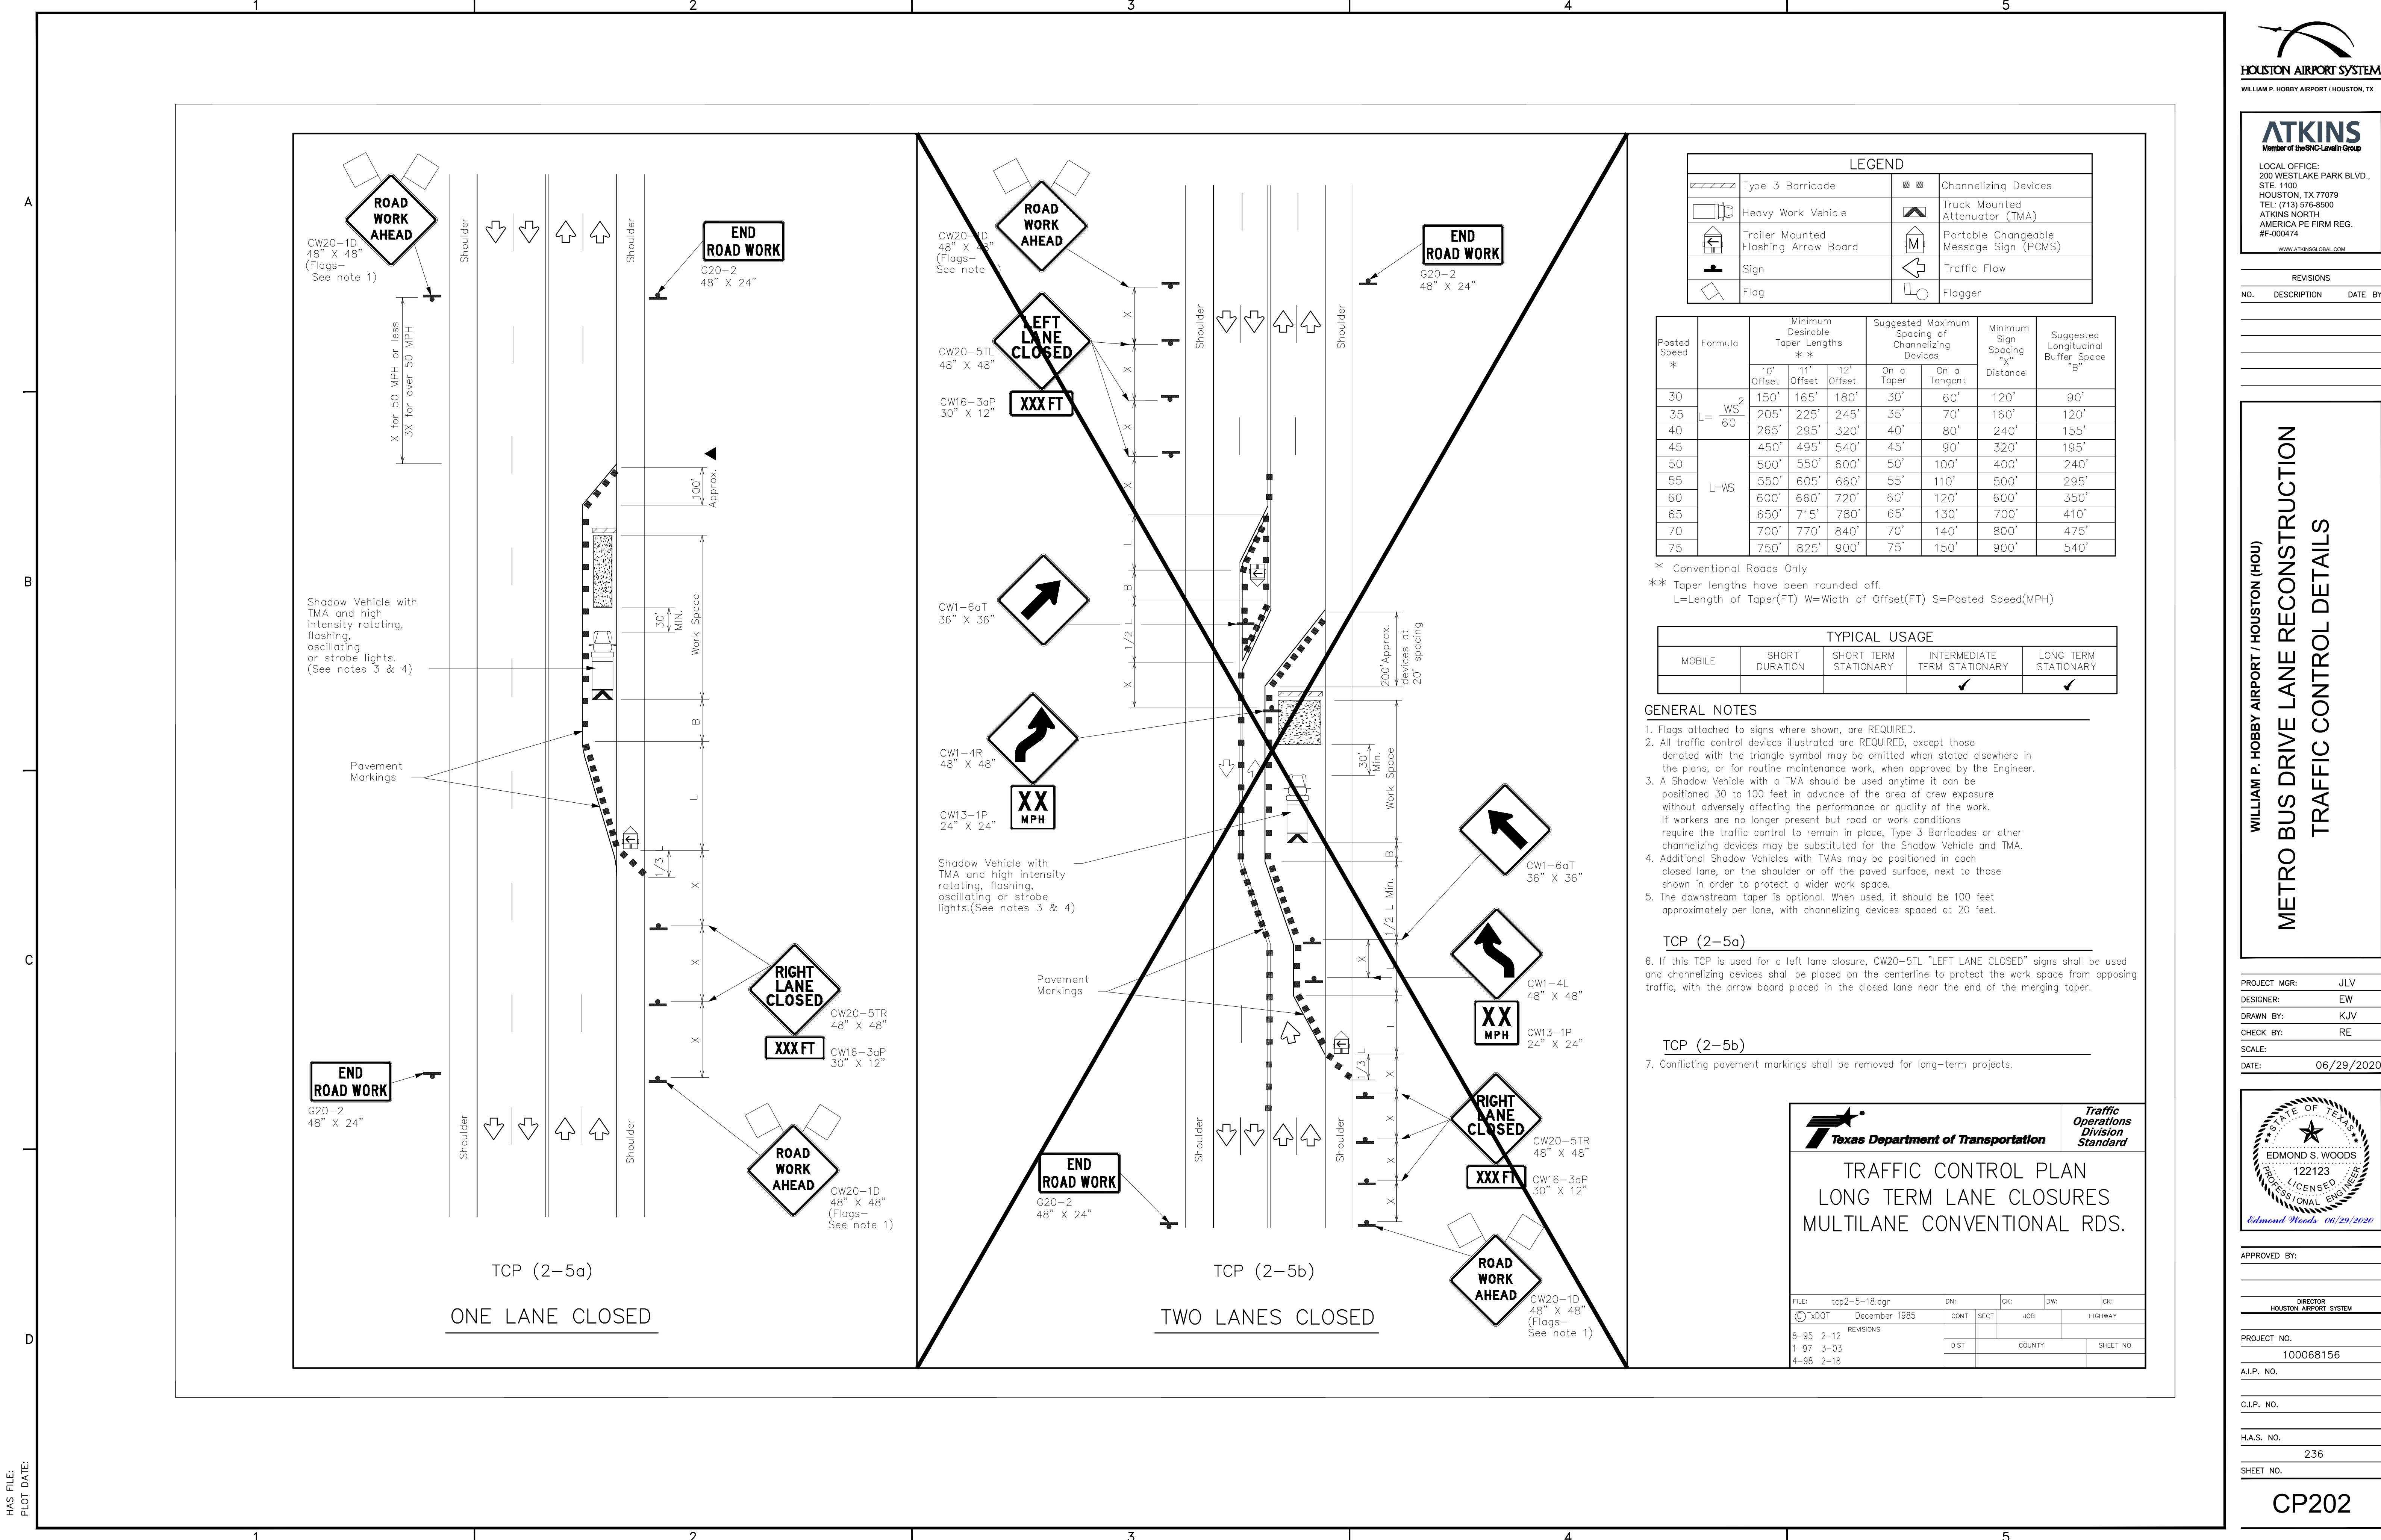 1 2 3 4 5
A
B
C
D
HAS FILE:
PLOT DATE:
ROAD
WORK
AHEAD
CW20-1D
48" X 48"
(Flags-
See note 1)
Shoulder
Shoulder
END
ROAD WORK
G20-2
48" X 24"
X for 50 MPH or less
3X for over 50 MPH
100'
Approx.
30'
MIN.
Work Space
B
L
1/3 L
X
X
X
Shadow Vehicle with
TMA and high
intensity rotating,
flashing,
oscillating
or strobe lights.
(See notes 3 & 4)
Pavement
Markings
RIGHT
LANE
CLOSED
CW20-5TR
48" X 48"
XXX FT
CW16-3aP
30" X 12"
END
ROAD WORK
G20-2
48" X 24"
Shoulder
Shoulder
ROAD
WORK
AHEAD
CW20-1D
48" X 48"
(Flags-
See note 1)
TCP (2-5a)
ONE LANE CLOSED
ROAD
WORK
AHEAD
CW20-1D
48" X 48"
(Flags-
See note 1)
LEFT
LANE
CLOSED
CW20-5TL
48" X 48"
XXX FT
CW16-3aP
30" X 12"
END
ROAD WORK
G20-2
48" X 24"
Shoulder
Shoulder
X
X
X
X
L
B
1/2 L
X
CW1-6aT
36" X 36"
CW1-4R
48" X 48"
XX
MPH
CW13-1P
24" X 24"
200'Approx.
devices at
20' spacing
30'
Min.
Work Space
B
1/2 L Min.
X
L
1/3 L
X
X
X
X
Shadow Vehicle with
TMA and high intensity
rotating, flashing,
oscillating or strobe
lights.(See notes 3 & 4)
Pavement
Markings
CW1-6aT
36" X 36"
CW1-4L
48" X 48"
XX
MPH
CW13-1P
24" X 24"
RIGHT
LANE
CLOSED
CW20-5TR
48" X 48"
XXX FT
CW16-3aP
30" X 12"
Shoulder
Shoulder
END
ROAD WORK
G20-2
48" X 24"
ROAD
WORK
AHEAD
CW20-1D
48" X 48"
(Flags-
See note 1)
TCP (2-5b)
TWO LANES CLOSED
LEGEND
Type 3 Barricade Channelizing Devices
Heavy Work Vehicle Truck Mounted Attenuator (TMA)
Trailer Mounted Flashing Arrow Board M Portable Changeable Message Sign (PCMS)
Sign Traffic Flow
Flag Flagger
Posted Speed * Formula Minimum Desirable Taper Lengths ** Suggested Maximum Spacing of Channelizing Devices Minimum Sign Spacing "X" Distance Suggested Longitudinal Buffer Space "B"
10' Offset 11' Offset 12' Offset On a Taper On a Tangent
30 150' 165' 180' 30' 60' 120' 90'
35 L= WS² / 60 205' 225' 245' 35' 70' 160' 120'
40 265' 295' 320' 40' 80' 240' 155'
45 450' 495' 540' 45' 90' 320' 195'
50 500' 550' 600' 50' 100' 400' 240'
55 L=WS 550' 605' 660' 55' 110' 500' 295'
60 600' 660' 720' 60' 120' 600' 350'
65 650' 715' 780' 65' 130' 700' 410'
70 700' 770' 840' 70' 140' 800' 475'
75 750' 825' 900' 75' 150' 900' 540'
* Conventional Roads Only
** Taper lengths have been rounded off.
L=Length of Taper(FT) W=Width of Offset(FT) S=Posted Speed(MPH)
TYPICAL USAGE
MOBILE SHORT DURATION SHORT TERM STATIONARY INTERMEDIATE TERM STATIONARY LONG TERM STATIONARY
✓ ✓
GENERAL NOTES
1. Flags attached to signs where shown, are REQUIRED.
2. All traffic control devices illustrated are REQUIRED, except those
denoted with the triangle symbol may be omitted when stated elsewhere in
the plans, or for routine maintenance work, when approved by the Engineer.
3. A Shadow Vehicle with a TMA should be used anytime it can be
positioned 30 to 100 feet in advance of the area of crew exposure
without adversely affecting the performance or quality of the work.
If workers are no longer present but road or work conditions
require the traffic control to remain in place, Type 3 Barricades or other
channelizing devices may be substituted for the Shadow Vehicle and TMA.
4. Additional Shadow Vehicles with TMAs may be positioned in each
closed lane, on the shoulder or off the paved surface, next to those
shown in order to protect a wider work space.
5. The downstream taper is optional. When used, it should be 100 feet
approximately per lane, with channelizing devices spaced at 20 feet.
TCP (2-5a)
6. If this TCP is used for a left lane closure, CW20-5TL "LEFT LANE CLOSED" signs shall be used
and channelizing devices shall be placed on the centerline to protect the work space from opposing
traffic, with the arrow board placed in the closed lane near the end of the merging taper.
TCP (2-5b)
7. Conflicting pavement markings shall be removed for long-term projects.
Texas Department of Transportation
Traffic
Operations
Division
Standard
TRAFFIC CONTROL PLAN
LONG TERM LANE CLOSURES
MULTILANE CONVENTIONAL RDS.
FILE: tcp2-5-18.dgn DN: CK: DW: CK:
© TxDOT December 1985 CONT SECT JOB HIGHWAY
REVISIONS
8-95 2-12
1-97 3-03 DIST COUNTY SHEET NO.
4-98 2-18
HOUSTON AIRPORT SYSTEM
WILLIAM P. HOBBY AIRPORT / HOUSTON, TX
ATKINS
Member of the SNC-Lavalin Group
LOCAL OFFICE:
200 WESTLAKE PARK BLVD.,
STE. 1100
HOUSTON, TX 77079
TEL: (713) 576-8500
ATKINS NORTH
AMERICA PE FIRM REG.
#F-000474
WWW.ATKINSGLOBAL.COM
REVISIONS
NO. DESCRIPTION DATE BY
WILLIAM P. HOBBY AIRPORT / HOUSTON (HOU)
METRO BUS DRIVE LANE RECONSTRUCTION
TRAFFIC CONTROL DETAILS
PROJECT MGR: JLV
DESIGNER: EW
DRAWN BY: KJV
CHECK BY: RE
SCALE:
DATE: 06/29/2020
STATE OF TEXAS
EDMOND S. WOODS
122123
LICENSED
PROFESSIONAL ENGINEER
Edmond Woods 06/29/2020
APPROVED BY:
DIRECTOR
HOUSTON AIRPORT SYSTEM
PROJECT NO.
100068156
A.I.P. NO.
C.I.P. NO.
H.A.S. NO.
236
SHEET NO.
CP202
1 2 3 4 5